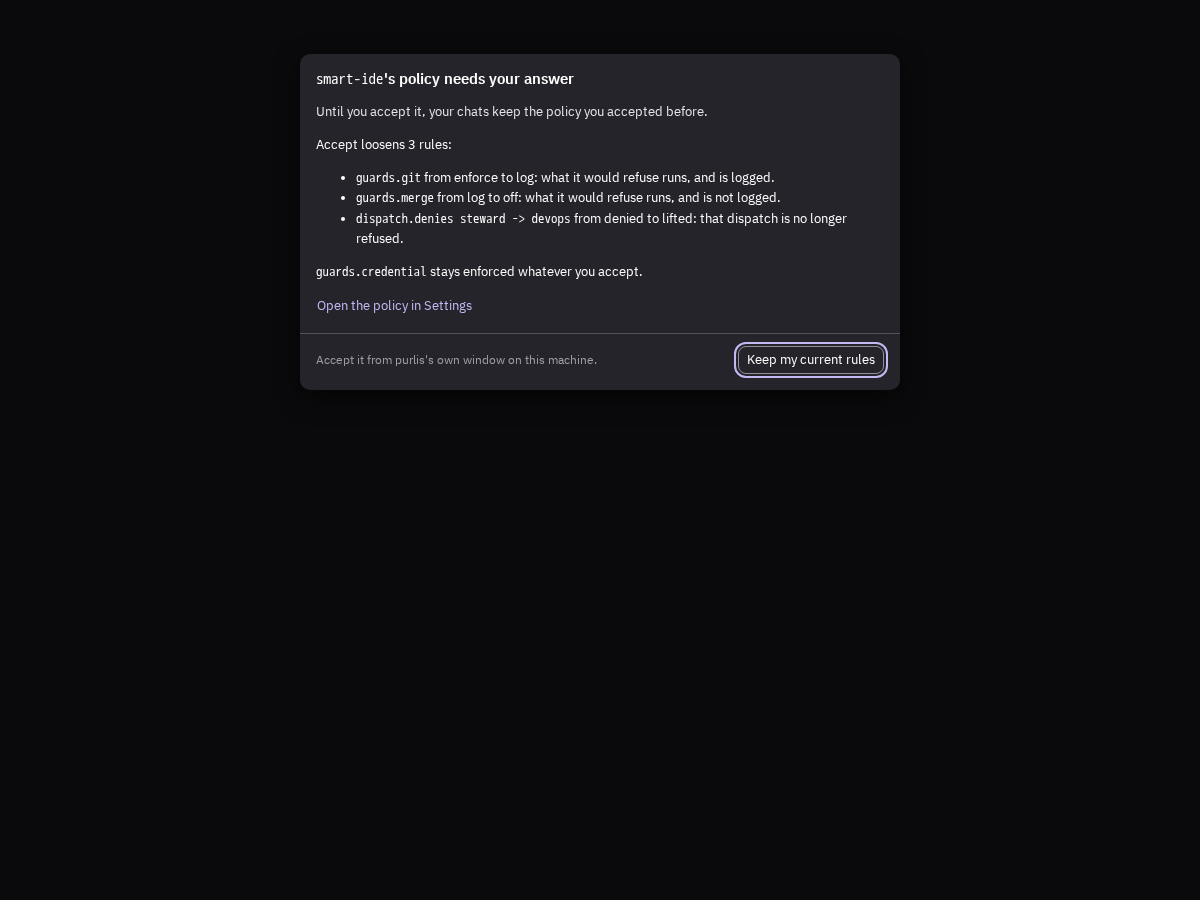 smart-ide's policy needs your answer
Until you accept it, your chats keep the policy you accepted before.
Accept loosens 3 rules:
• guards.git from enforce to log: what it would refuse runs, and is logged.
• guards.merge from log to off: what it would refuse runs, and is not logged.
• dispatch.denies steward -> devops from denied to lifted: that dispatch is no longer
refused.
guards.credential stays enforced whatever you accept.
Open the policy in Settings
Accept it from purlis's own window on this machine.
Keep my current rules